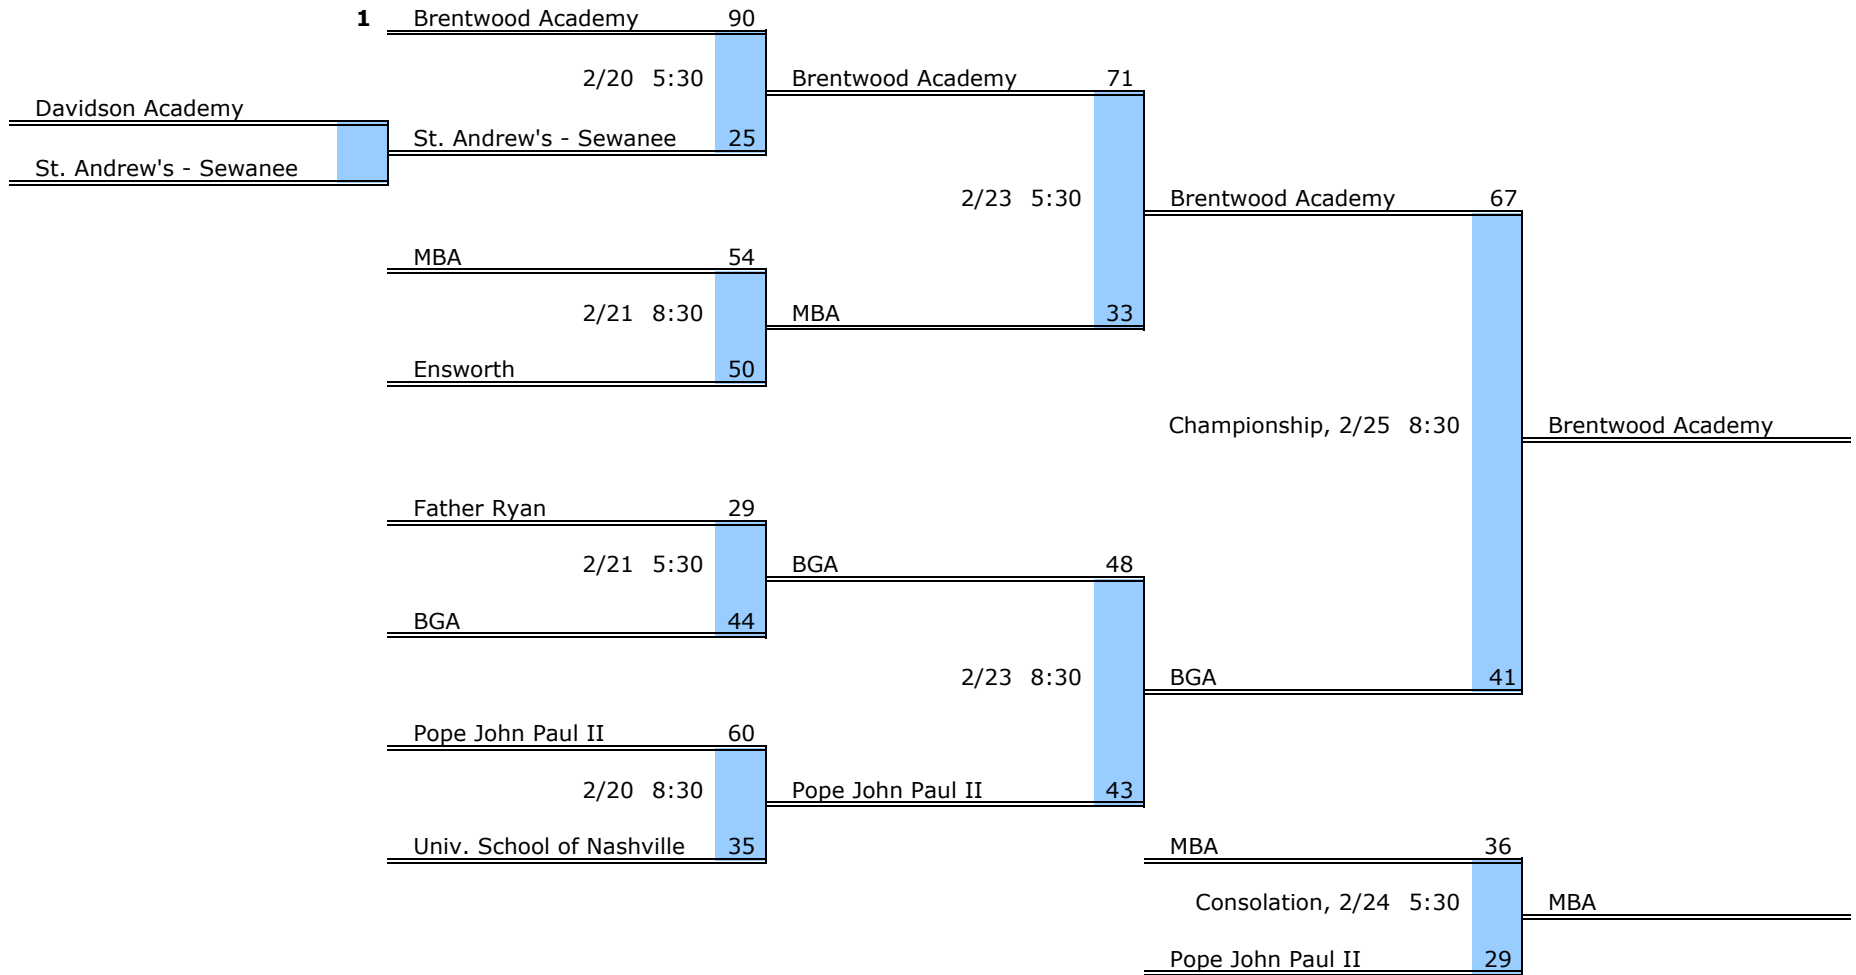 1 Brentwood Academy 90
2/20 5:30 Brentwood Academy 71
Davidson Academy
St. Andrew's - Sewanee 25
St. Andrew's - Sewanee
2/23 5:30 Brentwood Academy 67
MBA 54
2/21 8:30 MBA 33
Ensworth 50
Championship, 2/25 8:30 Brentwood Academy
Father Ryan 29
2/21 5:30 BGA 48
BGA 44
2/23 8:30 BGA 41
Pope John Paul II 60
2/20 8:30 Pope John Paul II 43
Univ. School of Nashville 35 MBA 36
Consolation, 2/24 5:30 MBA
Pope John Paul II 29